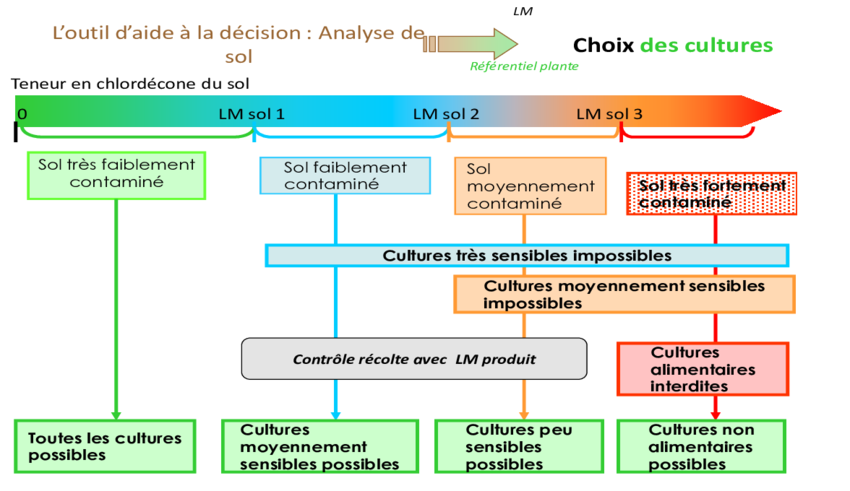 LM
L’outil d’aide à la décision : Analyse de
sol
Choix des cultures
Référentiel plante
Teneur en chlordécone du sol
0
LM sol 1
LM sol 2
LM sol 3
Sol très faiblement
contaminé
Sol faiblement
contaminé
Sol
moyennement
contaminé
Sol très fortement
contaminé
Cultures très sensibles impossibles
Cultures moyennement sensibles
impossibles
Contrôle récolte avec LM produit
Cultures
alimentaires
interdites
Toutes les cultures
possibles
Cultures
moyennement
sensibles possibles
Cultures peu
sensibles
possibles
Cultures non
alimentaires
possibles